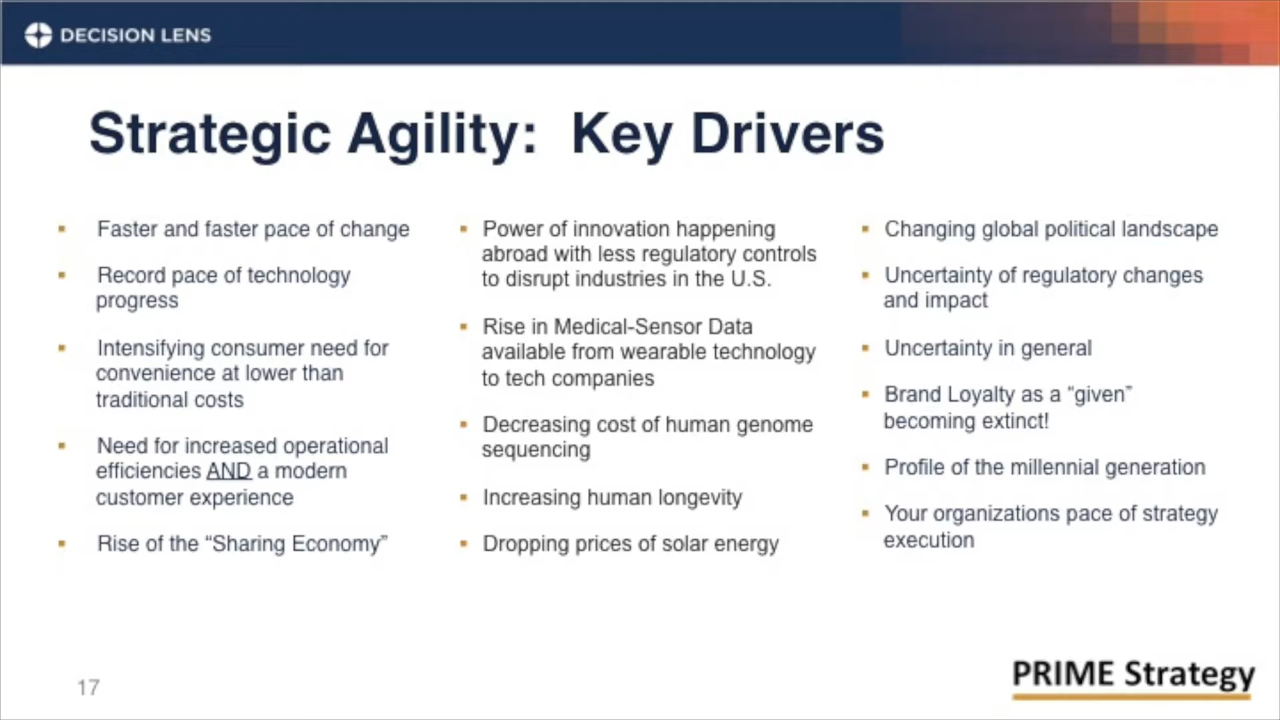 DECISION LENS
Strategic Agility:  Key Drivers
Faster and faster pace of change
Record pace of technology
progress
Intensifying consumer need for
convenience at lower than
traditional costs
Need for increased operational
efficiencies AND a modern
customer experience
Rise of the “Sharing Economy”
Power of innovation happening
abroad with less regulatory controls
to disrupt industries in the U.S.
Rise in Medical-Sensor Data
available from wearable technology
to tech companies
Decreasing cost of human genome
sequencing
Increasing human longevity
Dropping prices of solar energy
Changing global political landscape
Uncertainty of regulatory changes
and impact
Uncertainty in general
Brand Loyalty as a “given”
becoming extinct!
Profile of the millennial generation
Your organizations pace of strategy
execution
17
PRIME Strategy